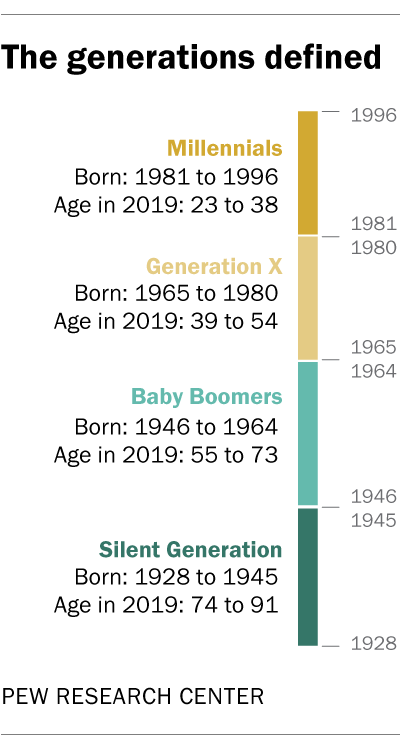 The generations defined
1996
Millennials
Born: 1981 to 1996
Age in 2019: 23 to 38
1981
1980
Generation X
Born: 1965 to 1980
Age in 2019: 39 to 54
1965
1964
Baby Boomers
Born: 1946 to 1964
Age in 2019: 55 to 73
1946
1945
Silent Generation
Born: 1928 to 1945
Age in 2019: 74 to 91
1928
PEW RESEARCH CENTER